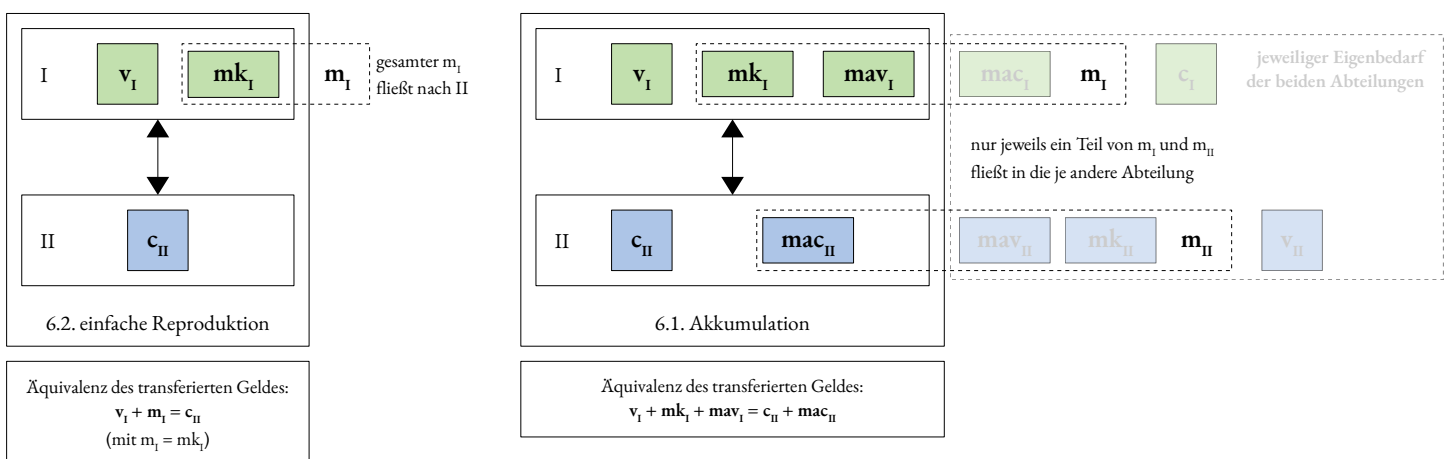 I
v_I
mk_I
m_I
gesamter m_I
fließt nach II
II
c_II
6.2. einfache Reproduktion
Äquivalenz des transferierten Geldes:
v_I + m_I = c_II
(mit m_I = mk_I)
I
v_I
mk_I
mav_I
mac_I
m_I
c_I
jeweiliger Eigenbedarf
der beiden Abteilungen
nur jeweils ein Teil von m_I und m_II
fließt in die je andere Abteilung
II
c_II
mac_II
mav_II
mk_II
m_II
v_II
6.1. Akkumulation
Äquivalenz des transferierten Geldes:
v_I + mk_I + mav_I = c_II + mac_II